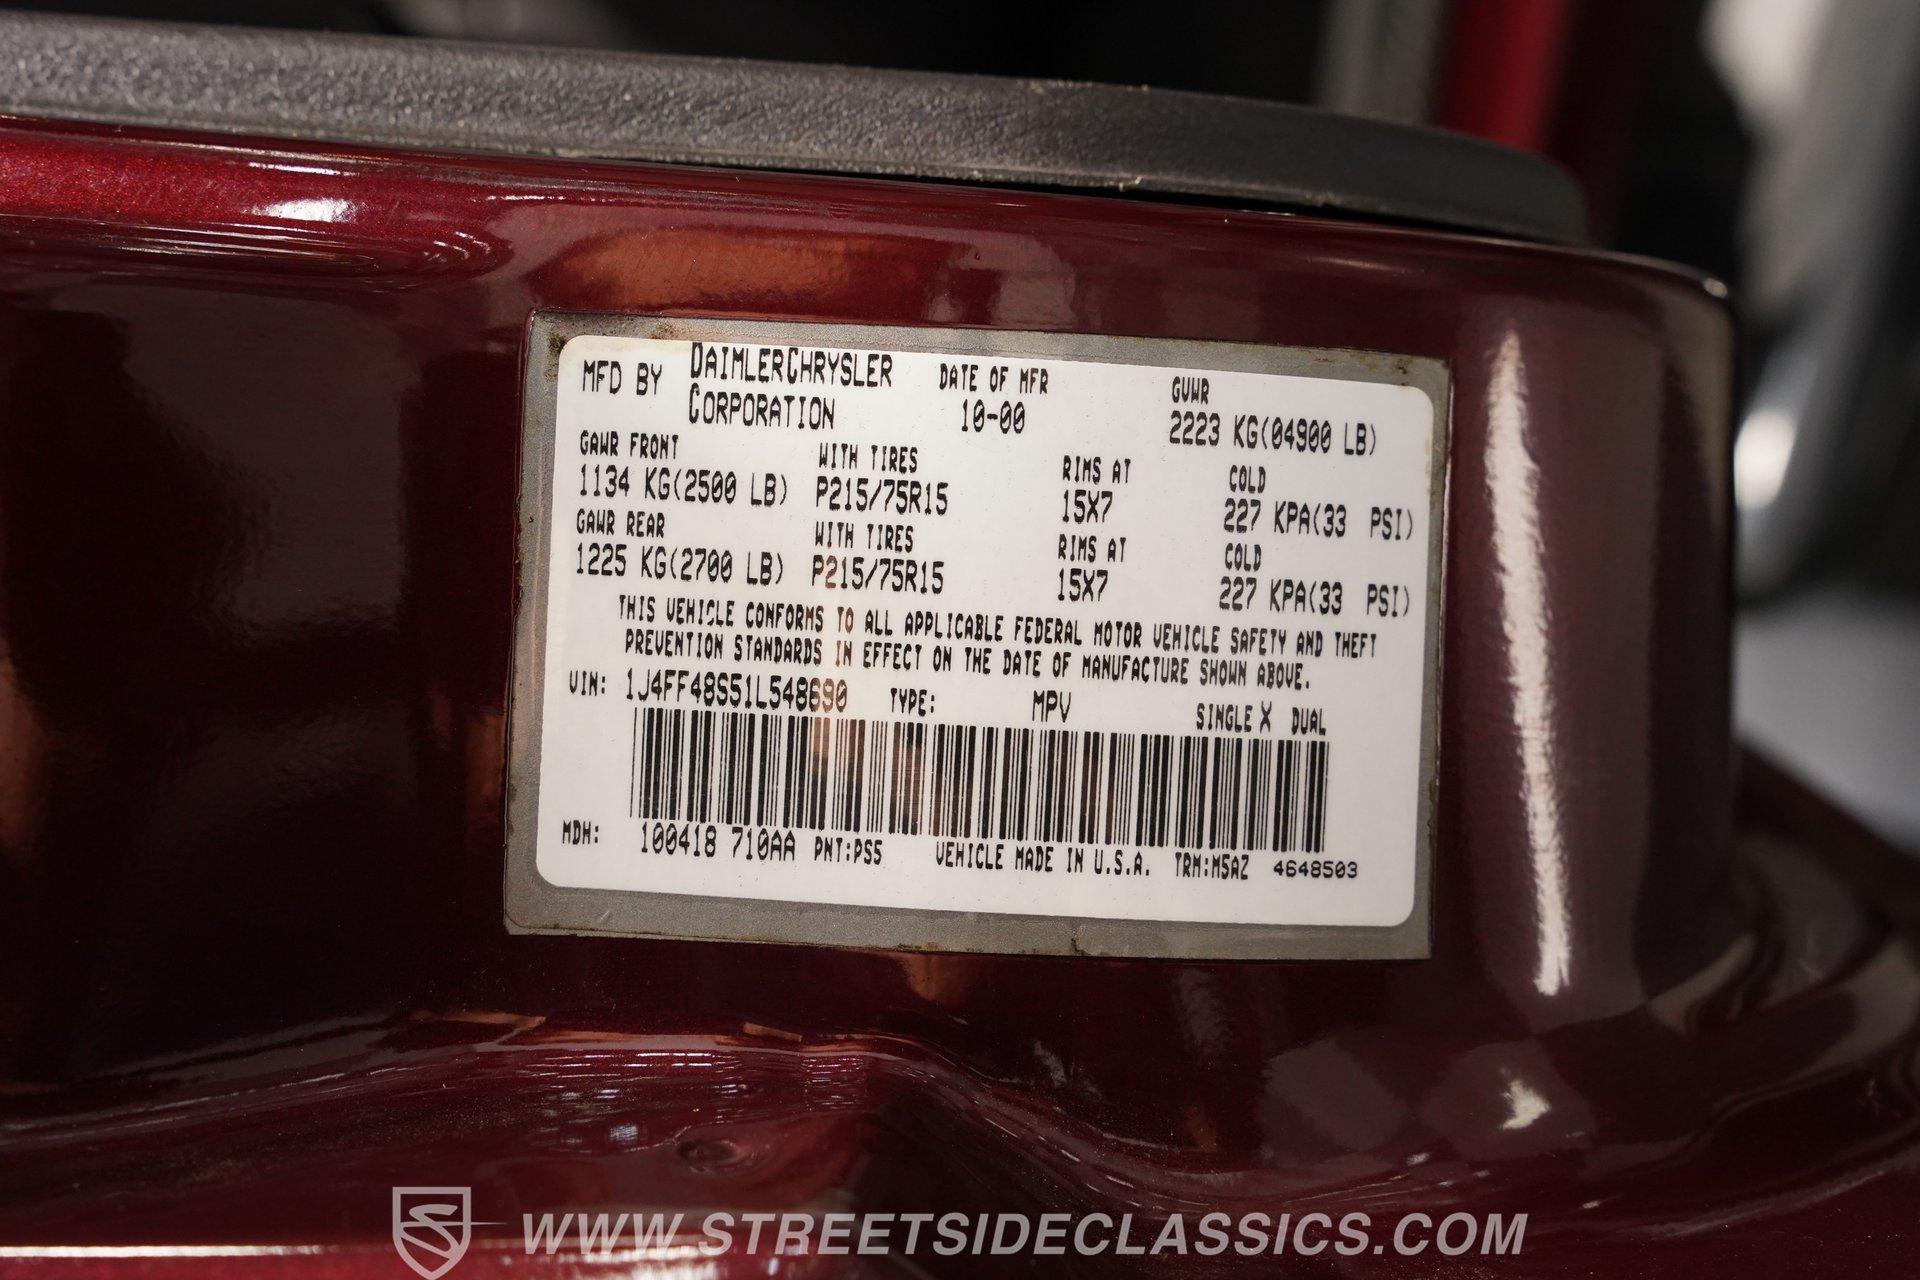 MFD BY DAIMLERCHRYSLER CORPORATION DATE OF MFR 10-00 GVWR 2223 KG(04900 LB)
GAWR FRONT WITH TIRES RIMS AT COLD
1134 KG(2500 LB) P215/75R15 15X7 227 KPA(33 PSI)
GAWR REAR WITH TIRES RIMS AT COLD
1225 KG(2700 LB) P215/75R15 15X7 227 KPA(33 PSI)
THIS VEHICLE CONFORMS TO ALL APPLICABLE FEDERAL MOTOR VEHICLE SAFETY AND THEFT
PREVENTION STANDARDS IN EFFECT ON THE DATE OF MANUFACTURE SHOWN ABOVE.
VIN: 1J4FF48S51L548690 TYPE: MPV SINGLE X DUAL
MDH: 100418 710AA PNT:PS5 VEHICLE MADE IN U.S.A. TRM:M5AZ 4648503
WWW.STREETSIDECLASSICS.COM